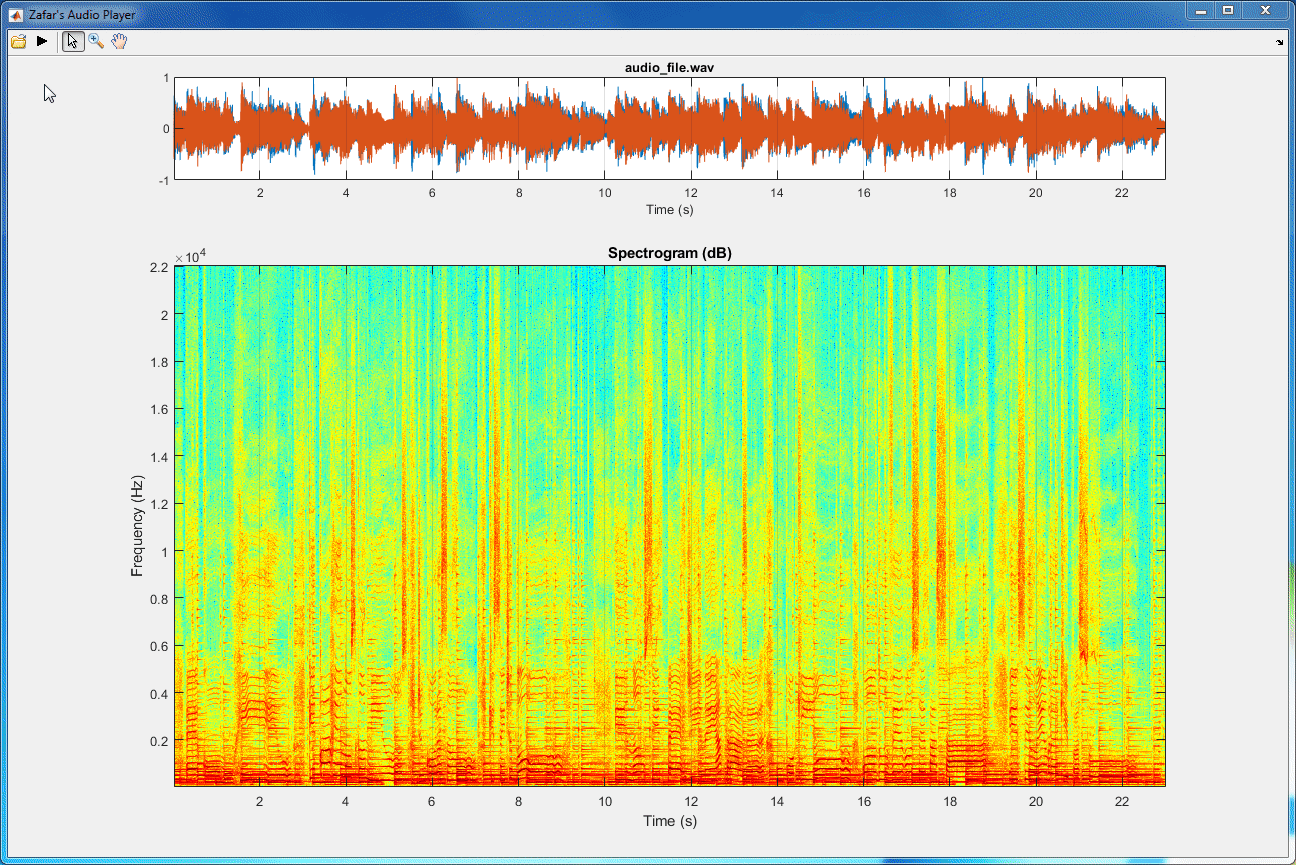 Zafar's Audio Player
audio_file.wav
1
0
-1
2 4 6 8 10 12 14 16 18 20 22
Time (s)
Spectrogram (dB)
×10⁴
2.2
2
1.8
1.6
1.4
1.2
1
0.8
0.6
0.4
0.2
Frequency (Hz)
2 4 6 8 10 12 14 16 18 20 22
Time (s)